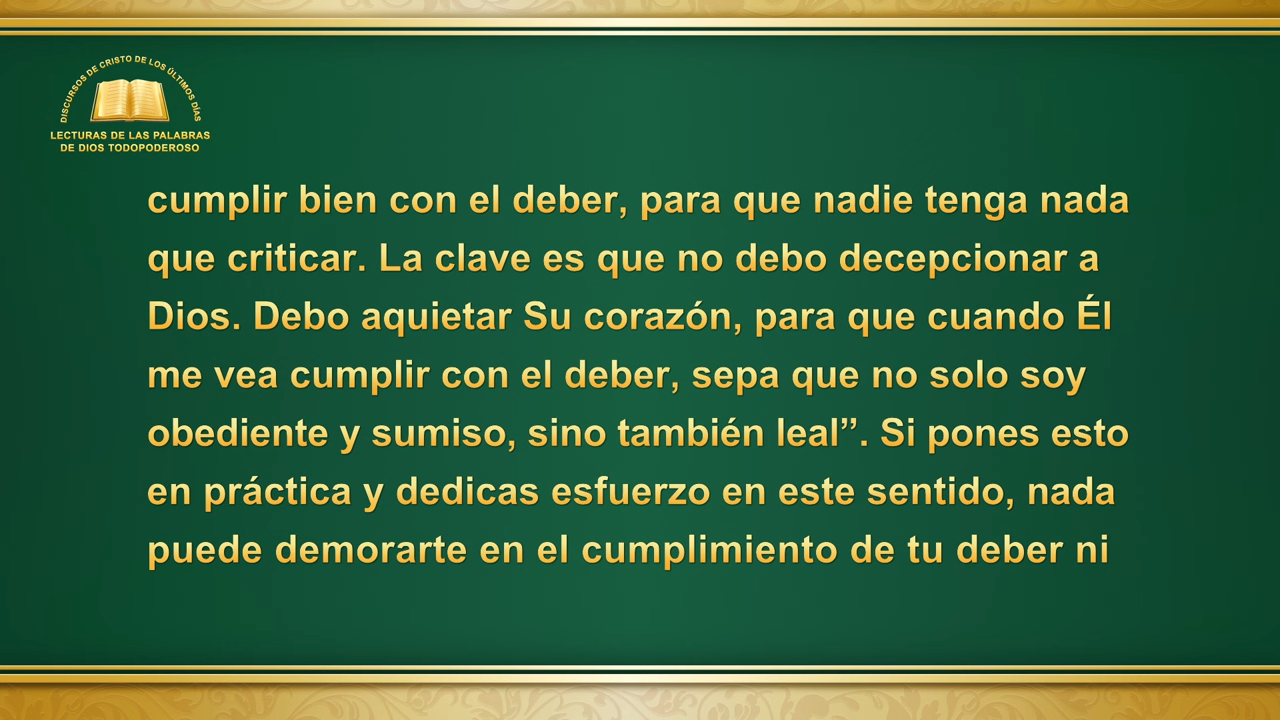 DISCURSOS DE CRISTO DE LOS ÚLTIMOS DÍAS
LECTURAS DE LAS PALABRAS
DE DIOS TODOPODEROSO
cumplir bien con el deber, para que nadie tenga nada
que criticar. La clave es que no debo decepcionar a
Dios. Debo aquietar Su corazón, para que cuando Él
me vea cumplir con el deber, sepa que no solo soy
obediente y sumiso, sino también leal”. Si pones esto
en práctica y dedicas esfuerzo en este sentido, nada
puede demorarte en el cumplimiento de tu deber ni